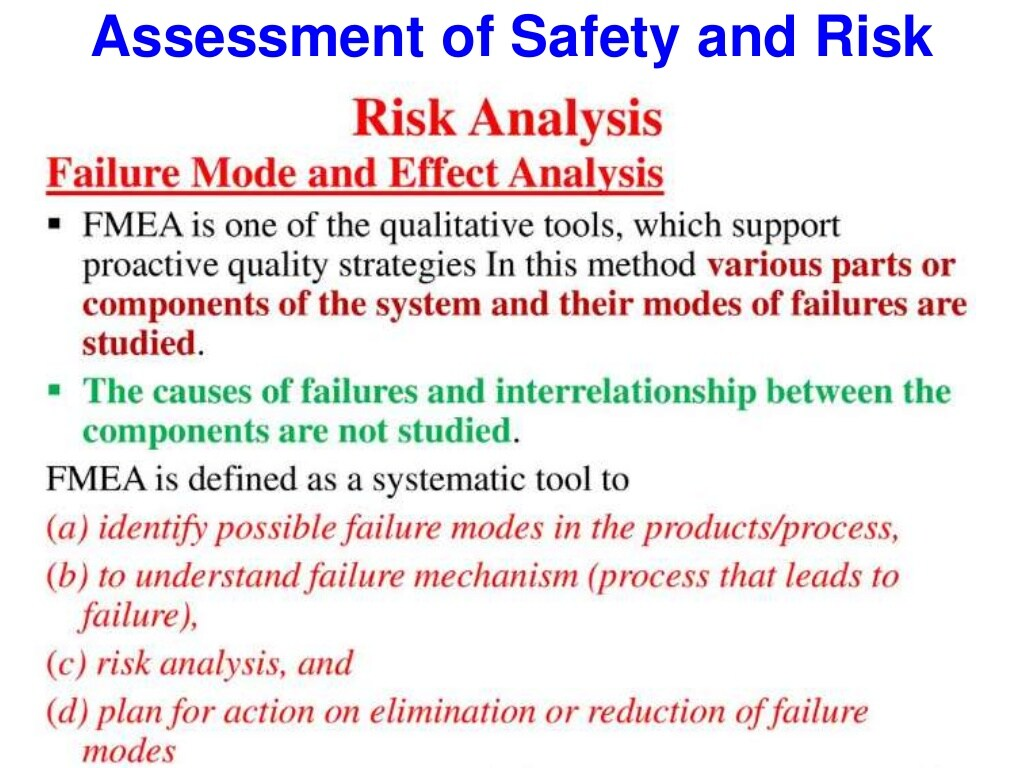 Assessment of Safety and Risk
Risk Analysis
Failure Mode and Effect Analysis
▪ FMEA is one of the qualitative tools, which support
proactive quality strategies In this method various parts or
components of the system and their modes of failures are
studied.
▪ The causes of failures and interrelationship between the
components are not studied.
FMEA is defined as a systematic tool to
(a) identify possible failure modes in the products/process,
(b) to understand failure mechanism (process that leads to
failure),
(c) risk analysis, and
(d) plan for action on elimination or reduction of failure
modes